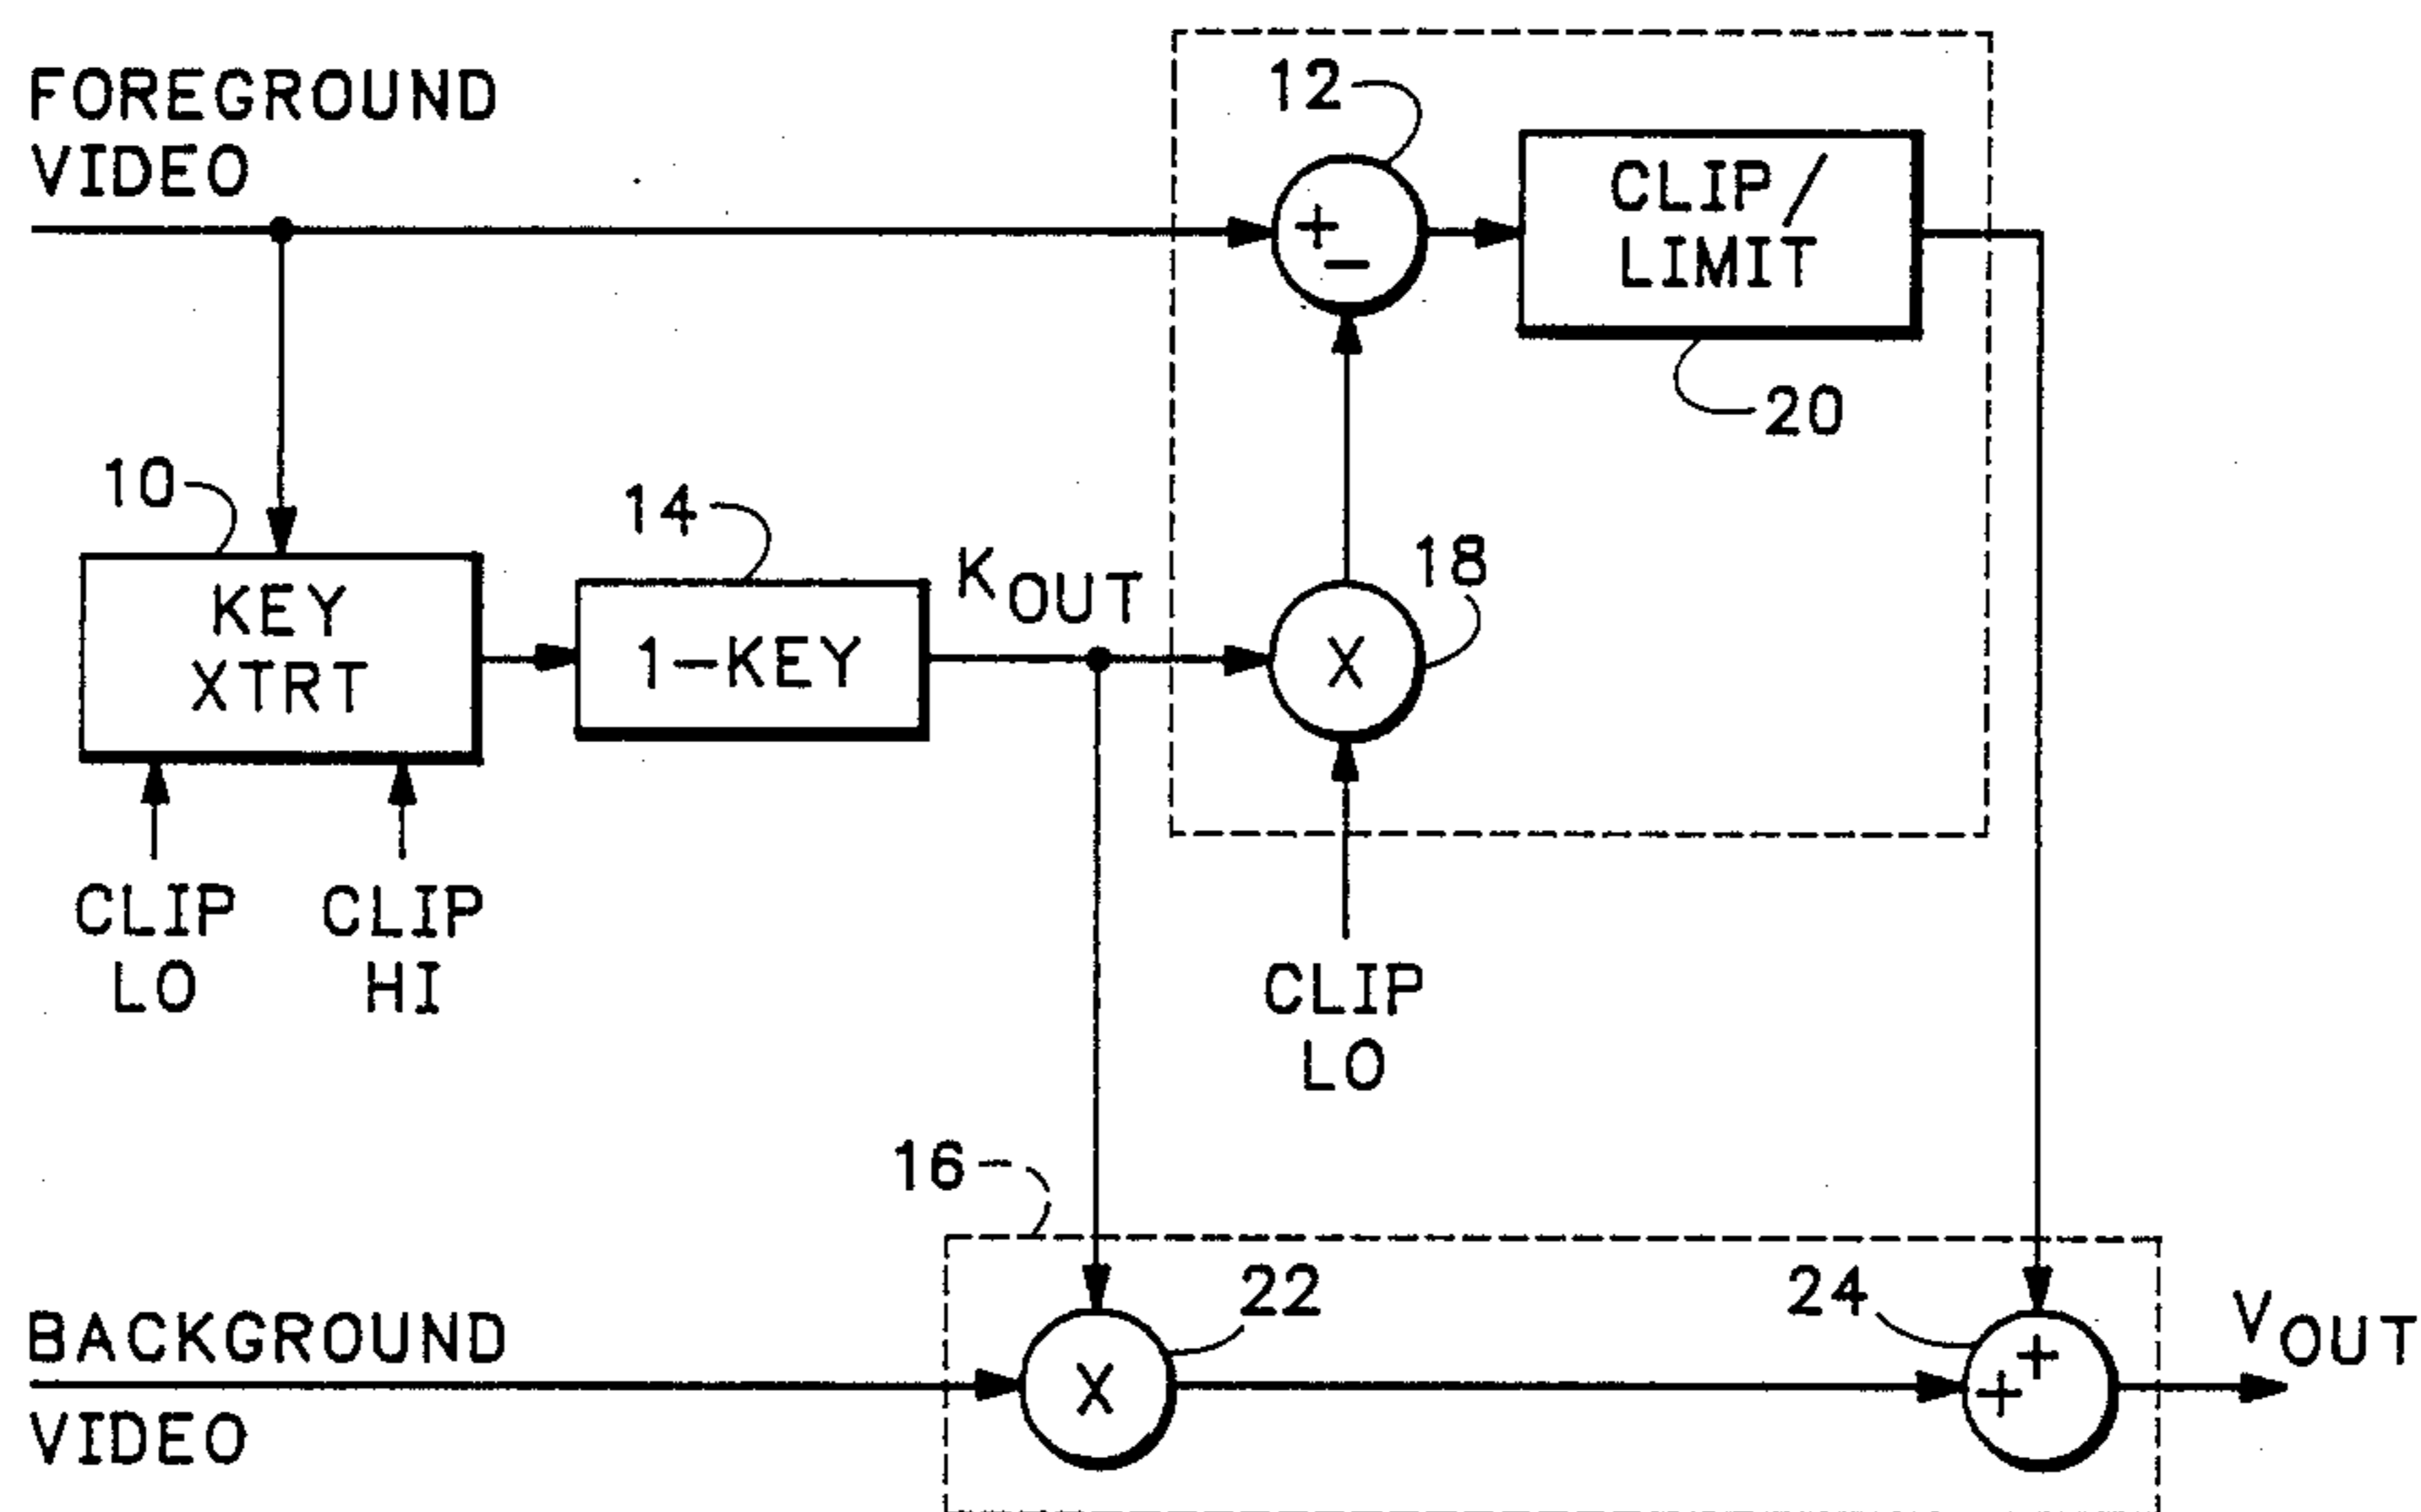 FOREGROUND
VIDEO
12
+
−
CLIP/
LIMIT
20
10
KEY
XTRT
14
1−KEY
KOUT
18
X
CLIP
LO
CLIP
HI
CLIP
LO
16
BACKGROUND
VIDEO
22
X
24
+
+
VOUT